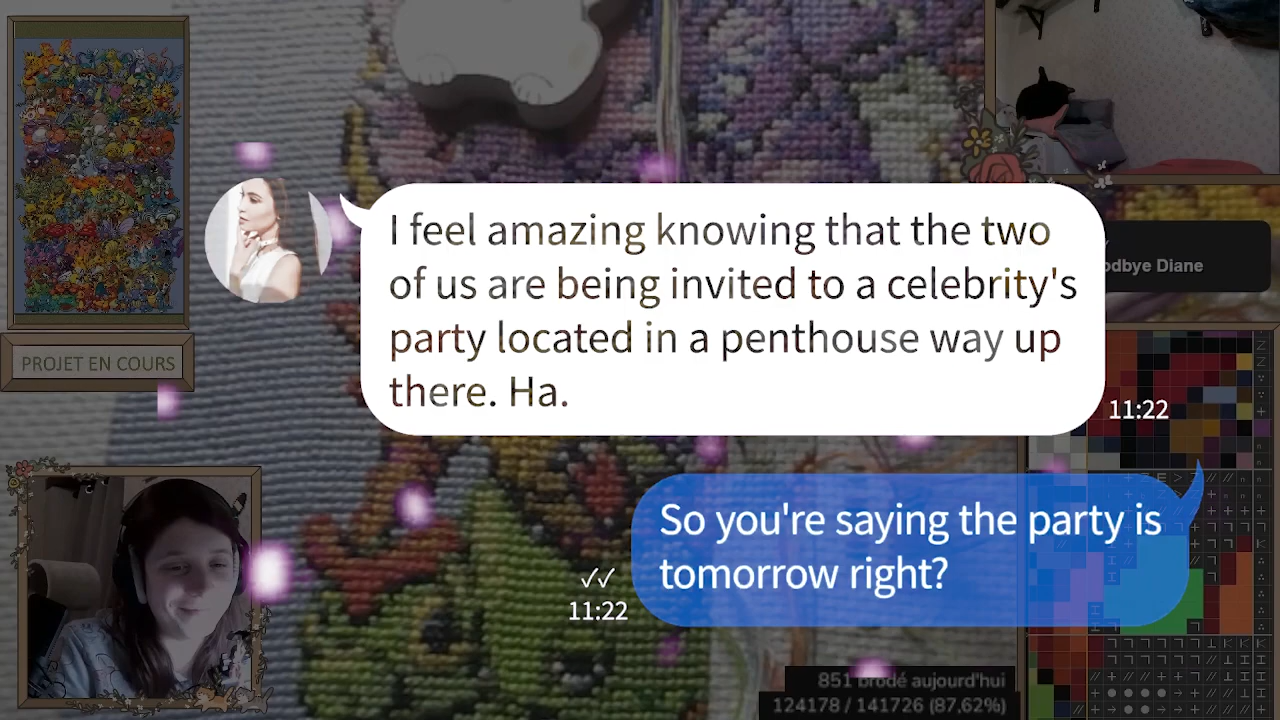 I feel amazing knowing that the two
of us are being invited to a celebrity's
party located in a penthouse way up
there. Ha.
11:22
odbye Diane
PROJET EN COURS
So you're saying the party is
tomorrow right?
11:22
851 brodé aujourd'hui
124178 / 141726 (87,62%)